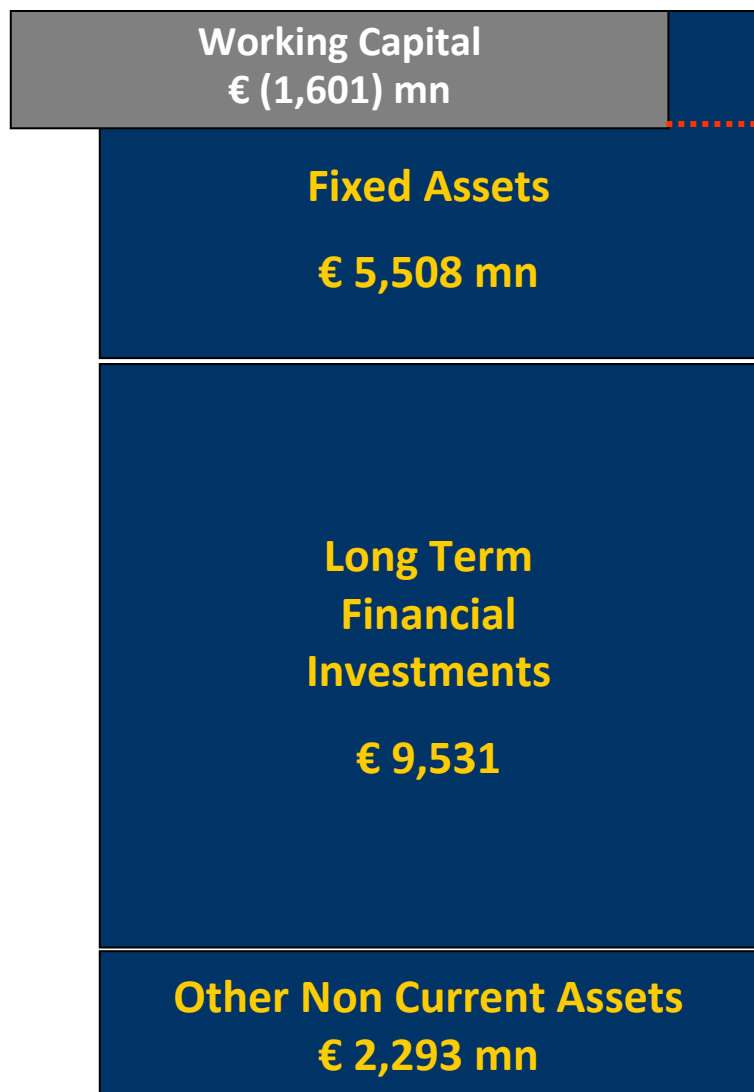 Working Capital
€ (1,601) mn
Fixed Assets
€ 5,508 mn
Long Term
Financial
Investments
€ 9,531
Other Non Current Assets
€ 2,293 mn